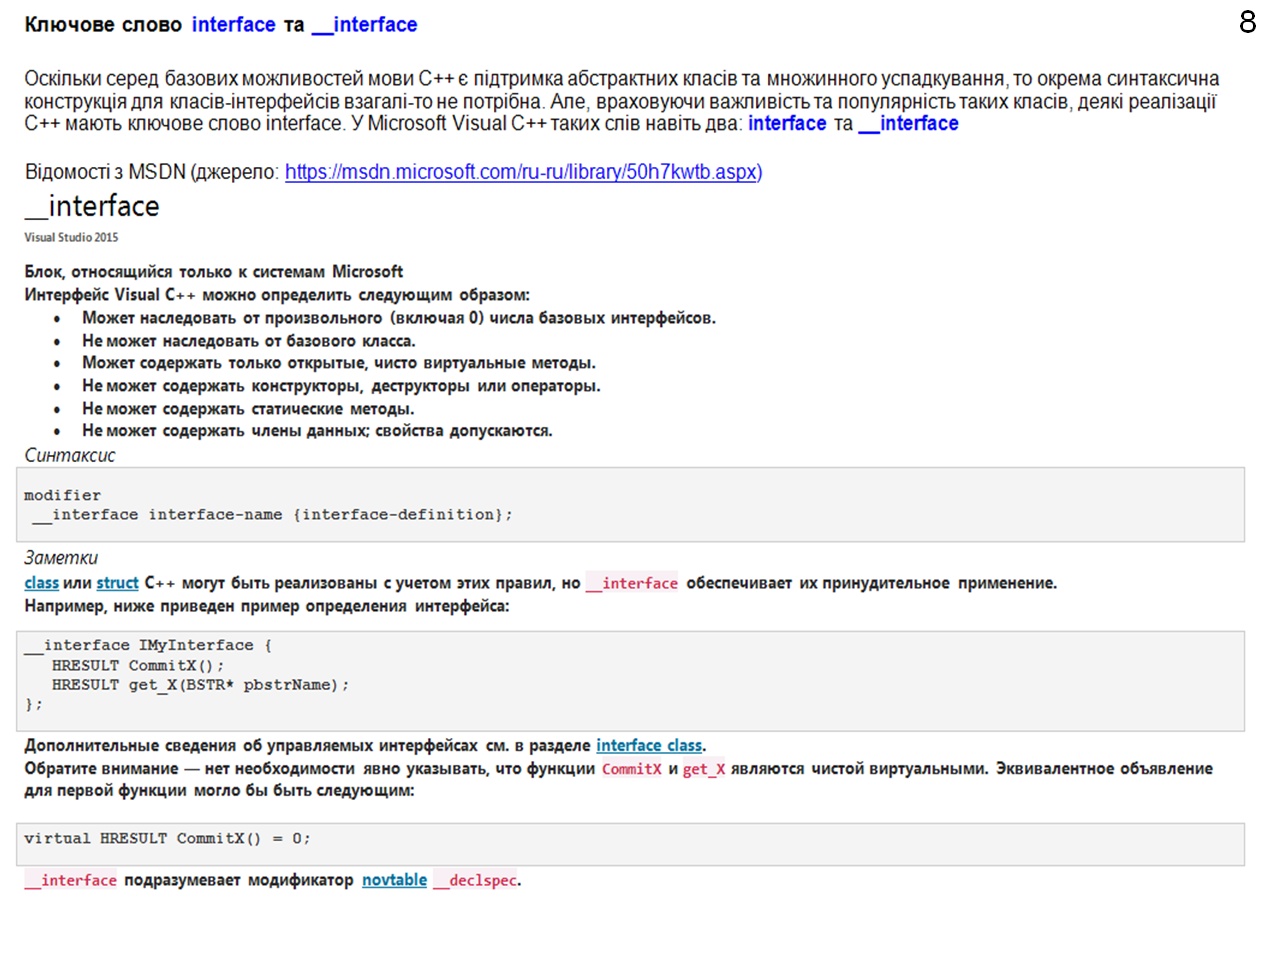 Ключове слово interface та __interface
8
Оскільки серед базових можливостей мови C++ є підтримка абстрактних класів та множинного успадкування, то окрема синтаксична
конструкція для класів-інтерфейсів взагалі-то не потрібна. Але, враховуючи важливість та популярність таких класів, деякі реалізації
C++ мають ключове слово interface. У Microsoft Visual C++ таких слів навіть два: interface та __interface
Відомості з MSDN (джерело: https://msdn.microsoft.com/ru-ru/library/50h7kwtb.aspx)
__interface
Visual Studio 2015
Блок, относящийся только к системам Microsoft
Интерфейс Visual C++ можно определить следующим образом:
• Может наследовать от произвольного (включая 0) числа базовых интерфейсов.
• Не может наследовать от базового класса.
• Может содержать только открытые, чисто виртуальные методы.
• Не может содержать конструкторы, деструкторы или операторы.
• Не может содержать статические методы.
• Не может содержать члены данных; свойства допускаются.
Синтаксис
modifier
__interface interface-name {interface-definition};
Заметки
class или struct C++ могут быть реализованы с учетом этих правил, но __interface обеспечивает их принудительное применение.
Например, ниже приведен пример определения интерфейса:
__interface IMyInterface {
HRESULT CommitX();
HRESULT get_X(BSTR* pbstrName);
};
Дополнительные сведения об управляемых интерфейсах см. в разделе interface class.
Обратите внимание — нет необходимости явно указывать, что функции CommitX и get_X являются чистой виртуальными. Эквивалентное объявление
для первой функции могло бы быть следующим:
virtual HRESULT CommitX() = 0;
__interface подразумевает модификатор novtable __declspec.